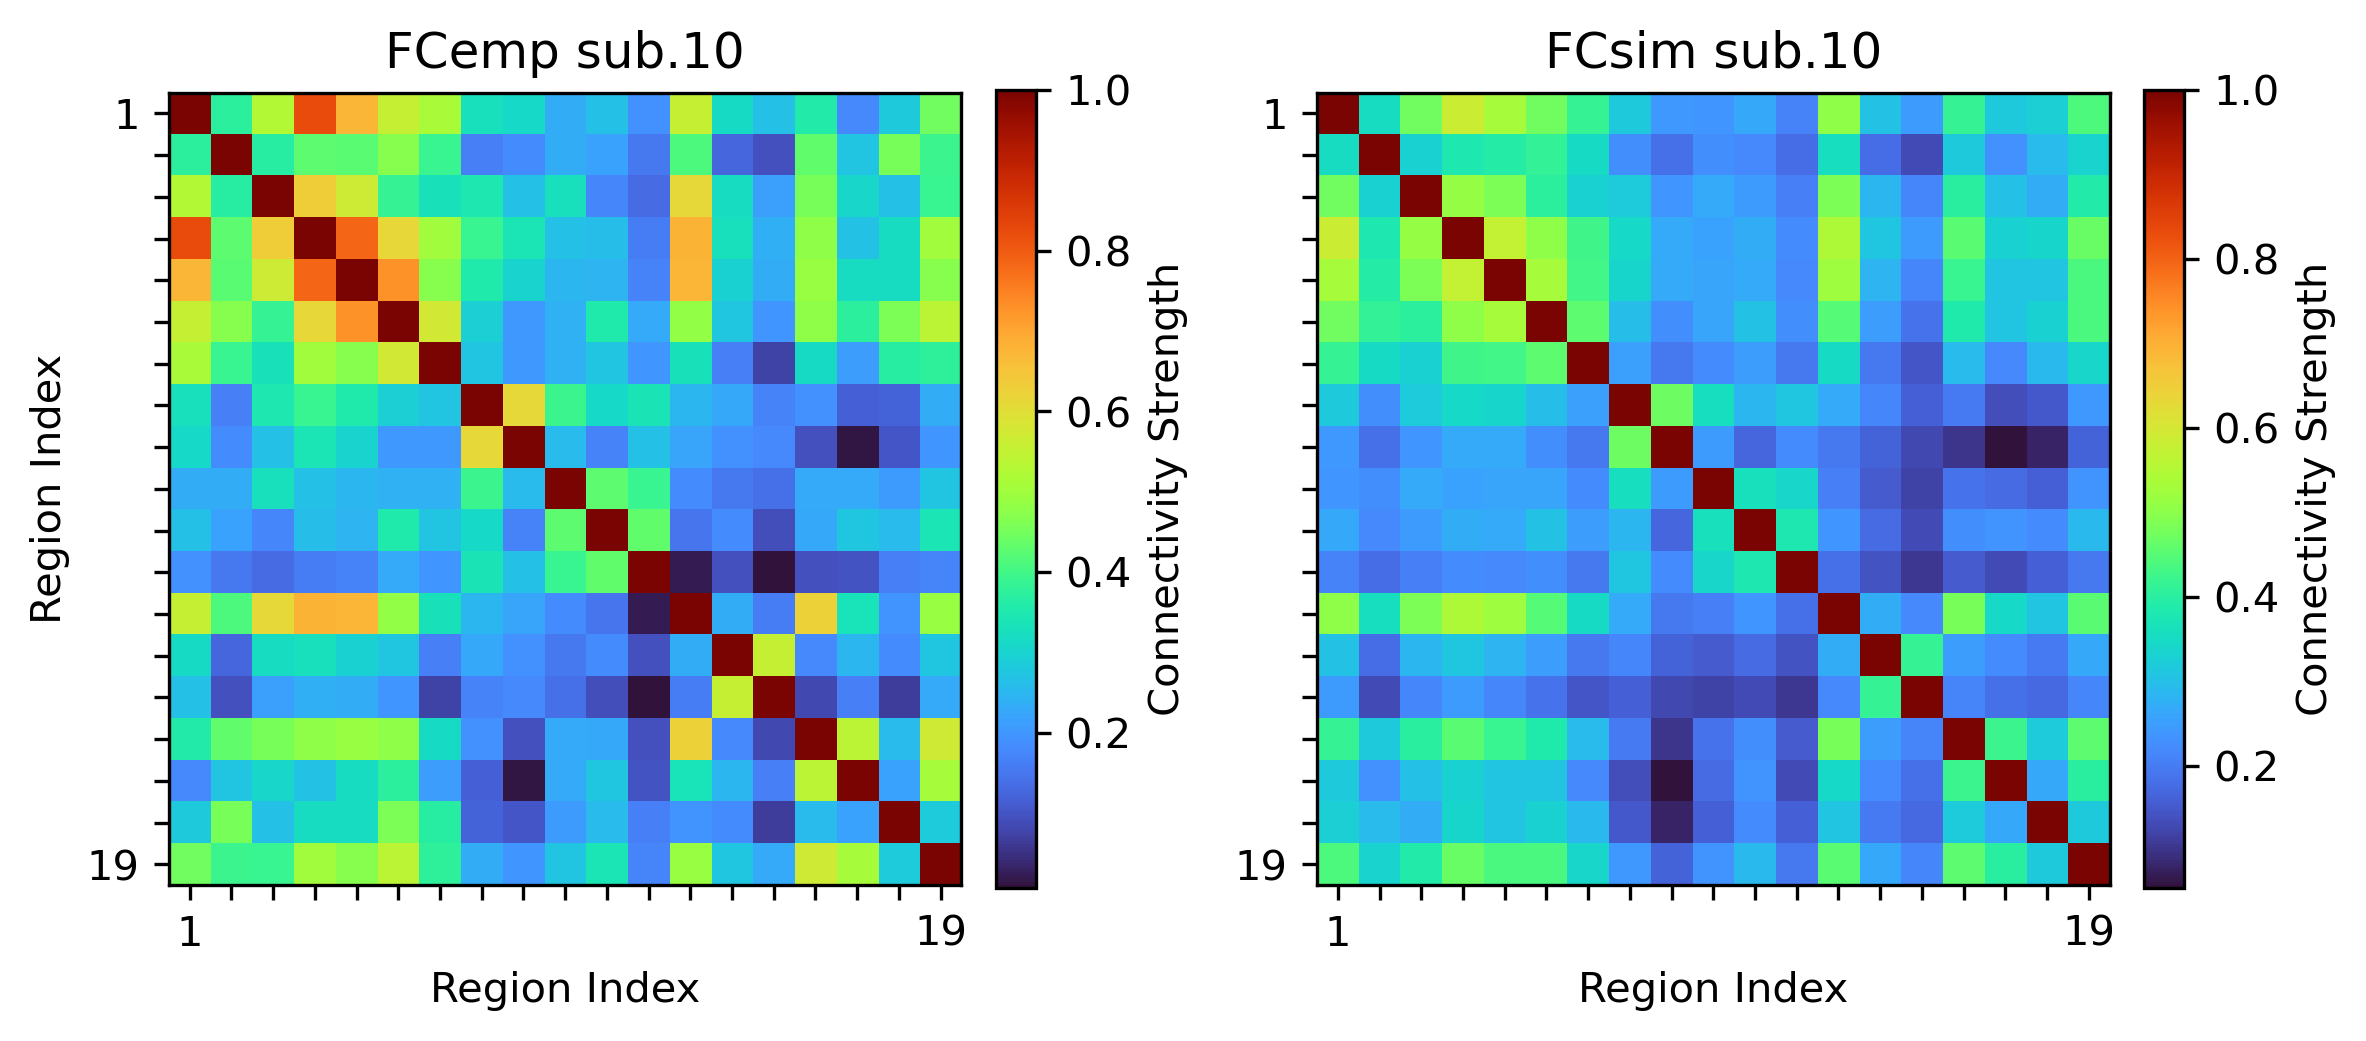 FCemp sub.10
1
19
Region Index
1
19
Region Index
1.0
0.8
0.6
0.4
0.2
Connectivity Strength
FCsim sub.10
1
19
1
19
Region Index
1.0
0.8
0.6
0.4
0.2
Connectivity Strength